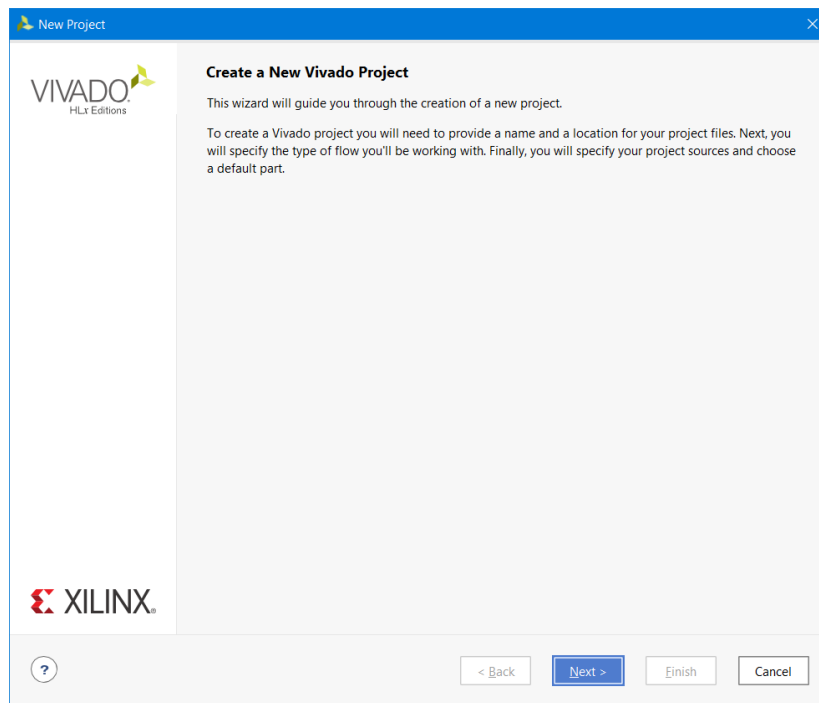 New Project
VIVADO.
HLx Editions
Create a New Vivado Project
This wizard will guide you through the creation of a new project.
To create a Vivado project you will need to provide a name and a location for your project files. Next, you
will specify the type of flow you'll be working with. Finally, you will specify your project sources and choose
a default part.
XILINX®
?
< Back
Next >
Finish
Cancel